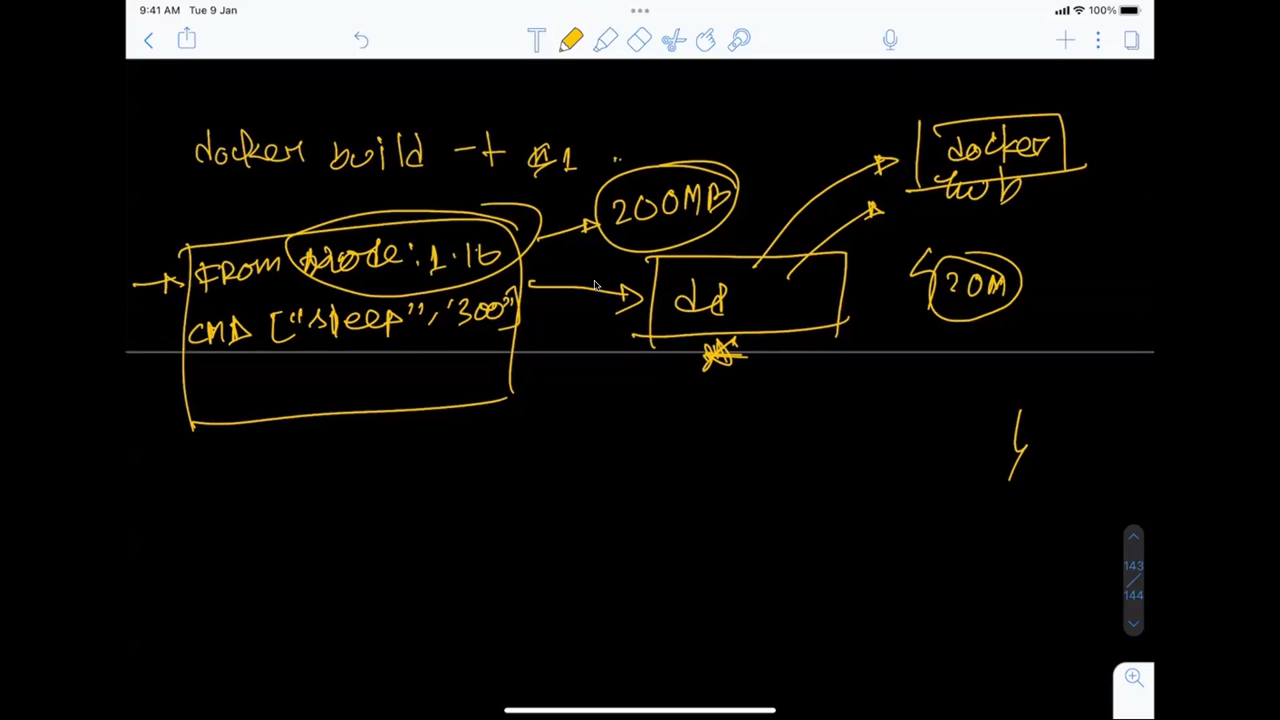 9:41 AM Tue 9 Jan
100%
docker build -t
1
docker
hub
200MB
FROM node:1.16
CMD ["sleep", "300"]
dd
20M
143
144